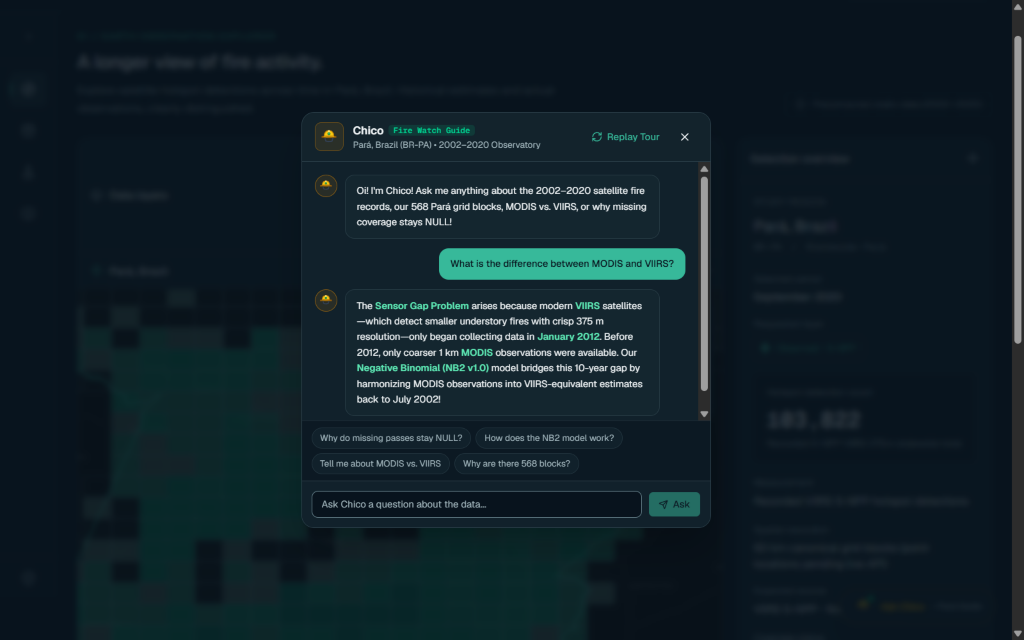 A longer view of fire activity.
Chico Fire Watch Guide
Pará, Brazil (BR-PA) • 2002–2020 Observatory
Replay Tour
Oi! I'm Chico! Ask me anything about the 2002–2020 satellite fire
records, our 568 Pará grid blocks, MODIS vs. VIIRS, or why missing
coverage stays NULL!
What is the difference between MODIS and VIIRS?
The Sensor Gap Problem arises because modern VIIRS satellites
—which detect smaller understory fires with crisp 375 m
resolution—only began collecting data in January 2012. Before
2012, only coarser 1 km MODIS observations were available. Our
Negative Binomial (NB2 v1.0) model bridges this 10-year gap by
harmonizing MODIS observations into VIIRS-equivalent estimates
back to July 2002!
Why do missing passes stay NULL?
How does the NB2 model work?
Tell me about MODIS vs. VIIRS
Why are there 568 blocks?
Ask Chico a question about the data...
Ask
Pará, Brazil
103,822